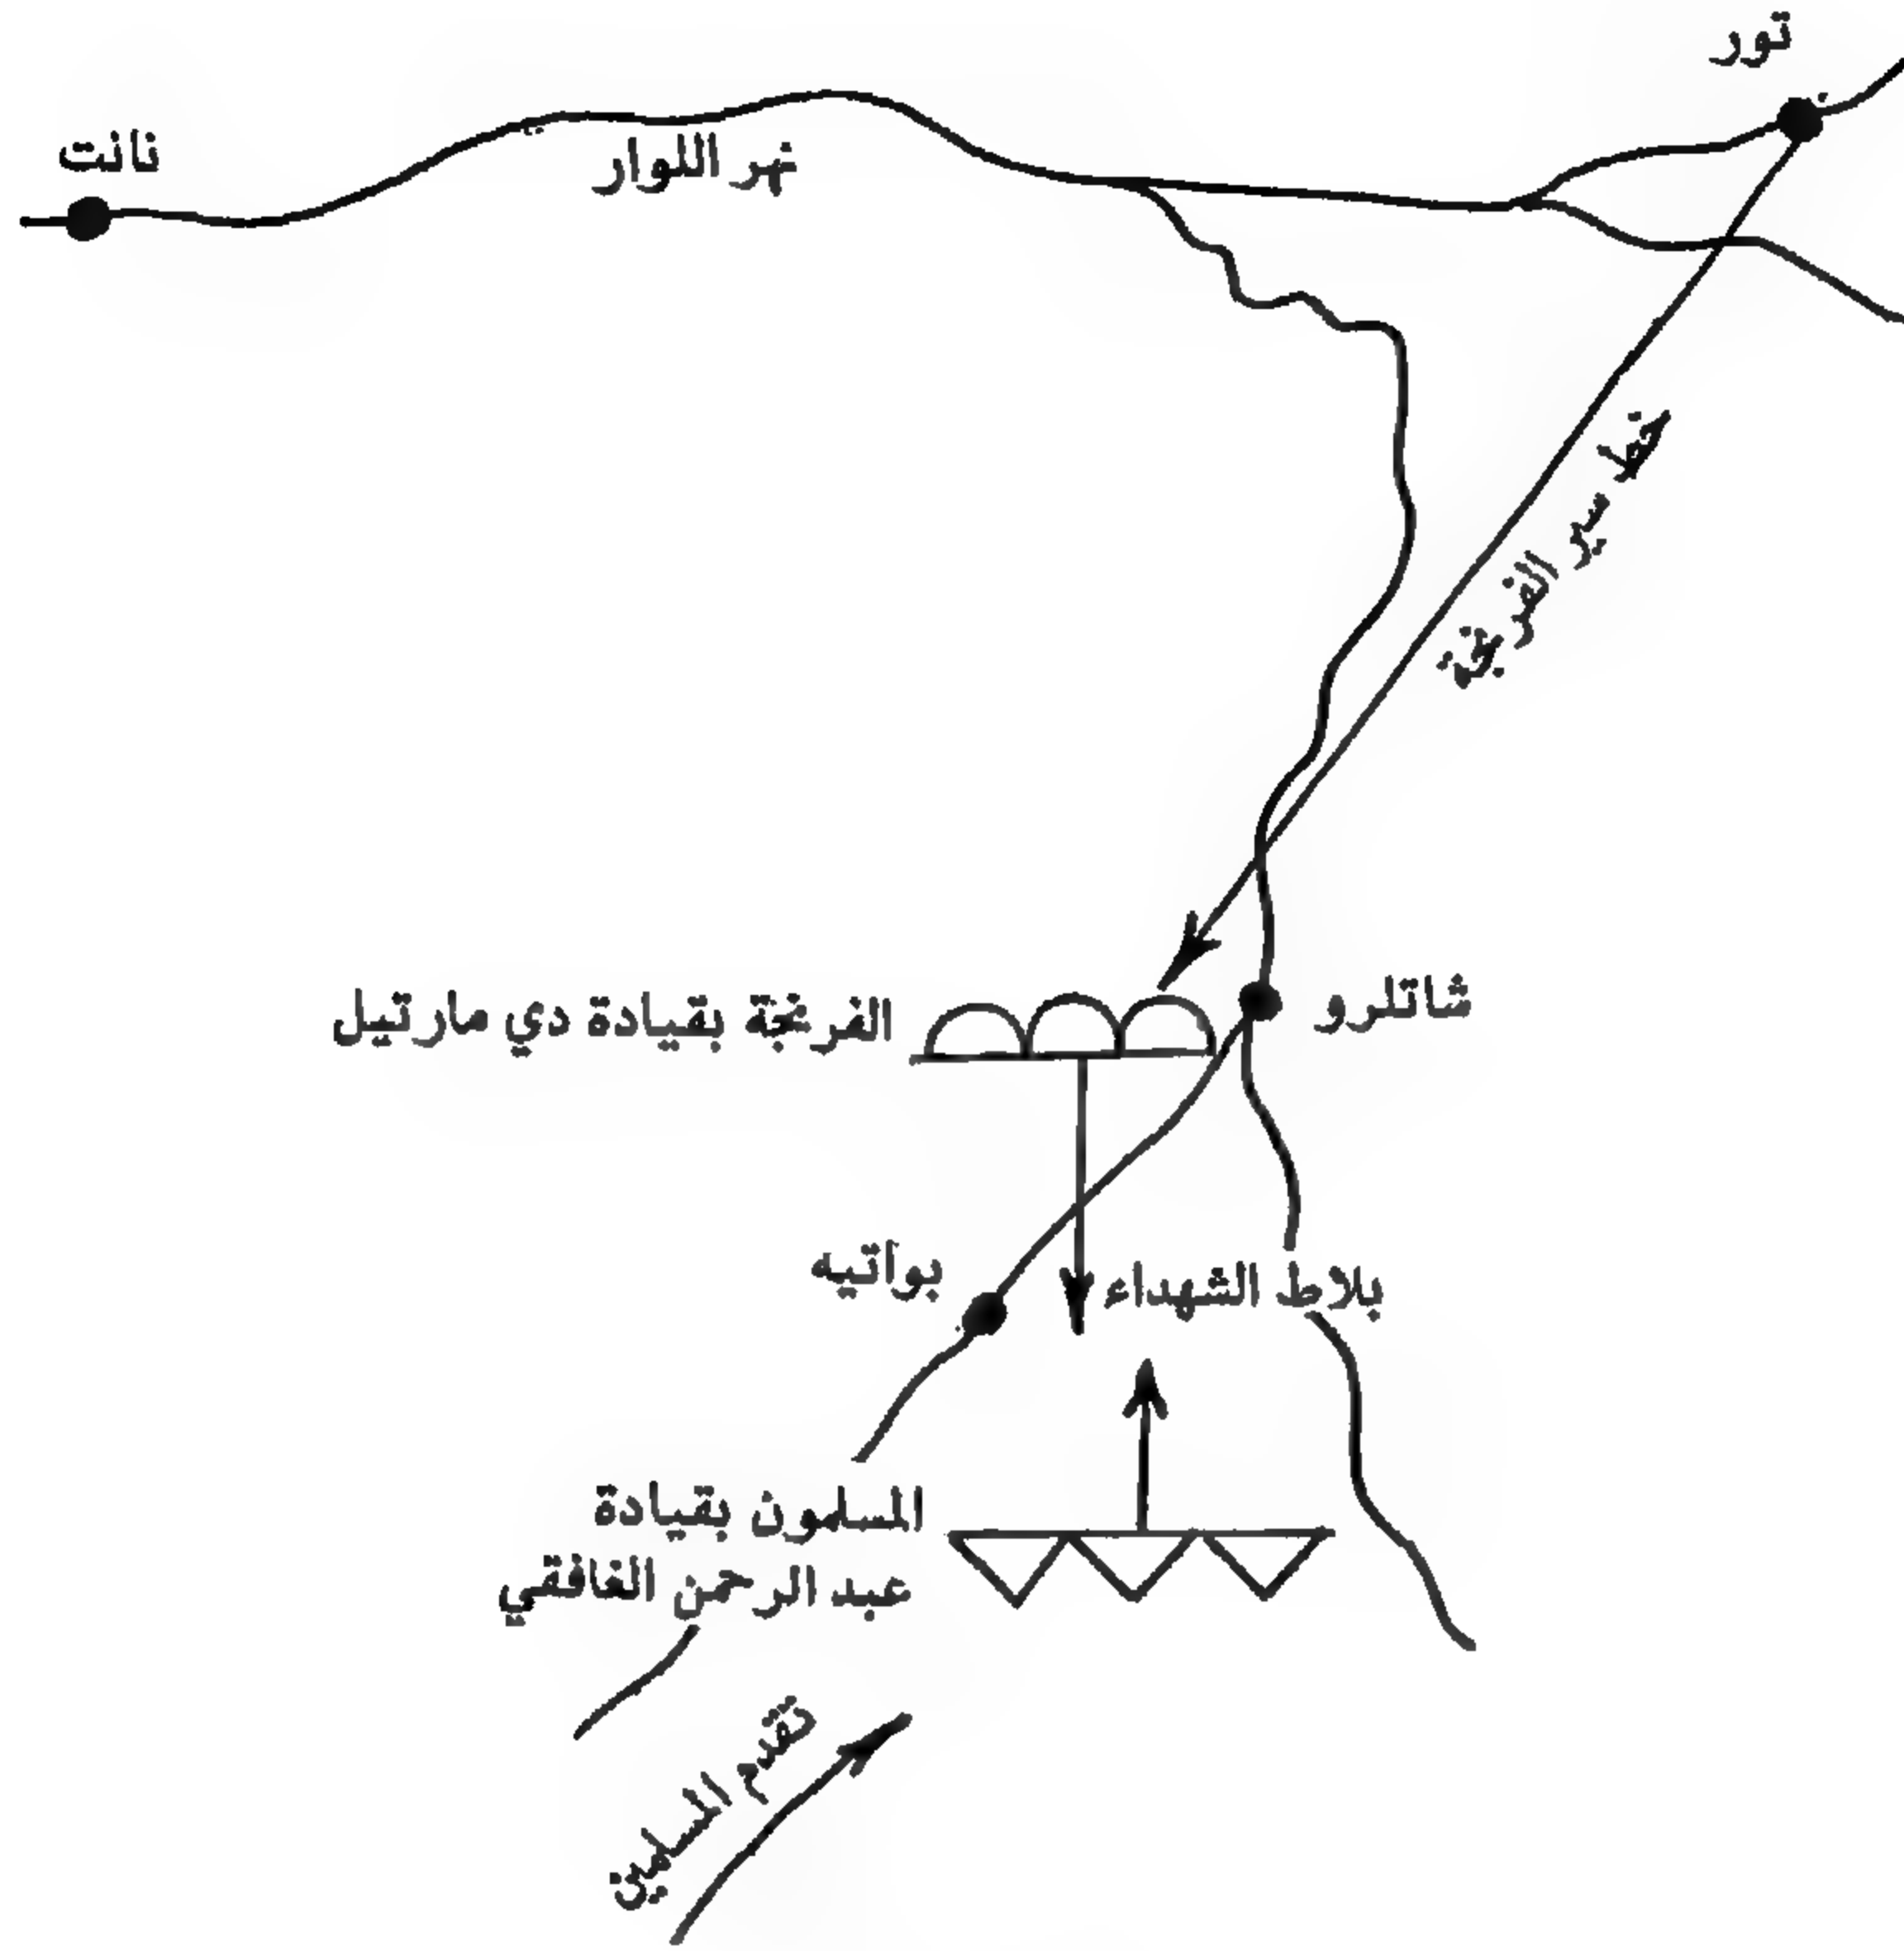 تور
نانت
نهر اللوار
خط سير الفرنجة
شاتلرو
الفرنجة بقيادة دي مارتيل
بواتيه
بلاط الشهداء
المسلمون بقيادة
عبد الرحمن الغافقي
تقدم المسلمين